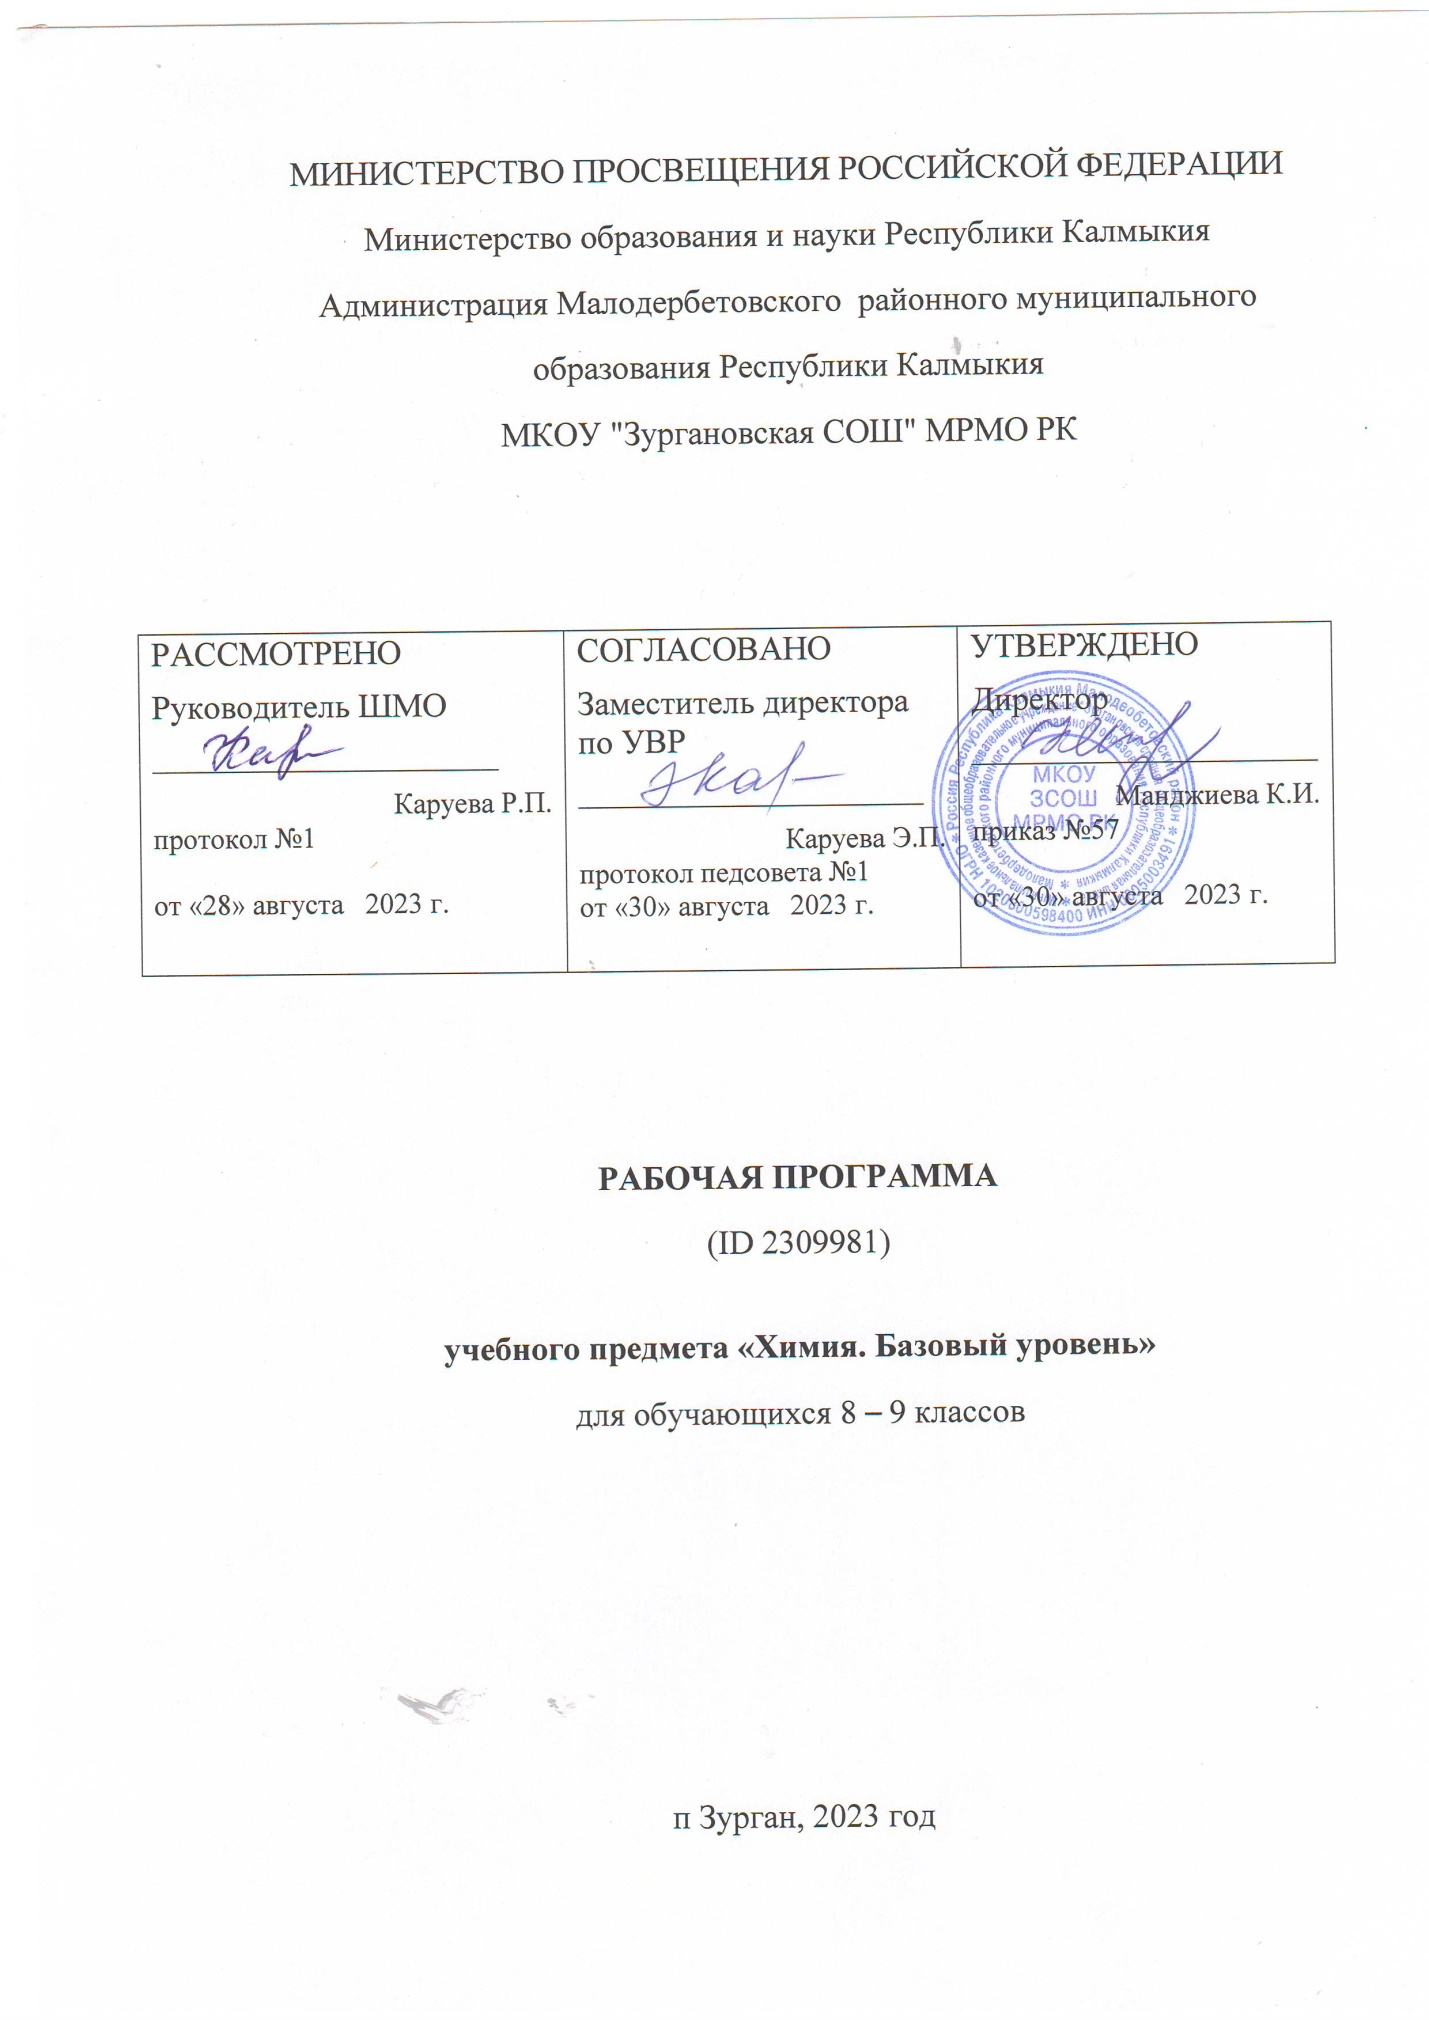 МИНИСТЕРСТВО ПРОСВЕЩЕНИЯ РОССИЙСКОЙ ФЕДЕРАЦИИ
Министерство образования и науки Республики Калмыкия
Администрация Малодербетовского районного муниципального
образования Республики Калмыкия
МКОУ "Зургановская СОШ" МРМО РК
РАССМОТРЕНО
Руководитель ШМО
Каруева Р.П.
протокол №1
от «28» августа 2023 г.
СОГЛАСОВАНО
Заместитель директора
по УВР
Каруева Э.П.
протокол педсовета №1
от «30» августа 2023 г.
УТВЕРЖДЕНО
Директор
Манджиева К.И.
приказ №57
от «30» августа 2023 г.
МКОУ
ЗСОШ
МРМО РК
РАБОЧАЯ ПРОГРАММА
(ID 2309981)
учебного предмета «Химия. Базовый уровень»
для обучающихся 8 – 9 классов
п Зурган, 2023 год